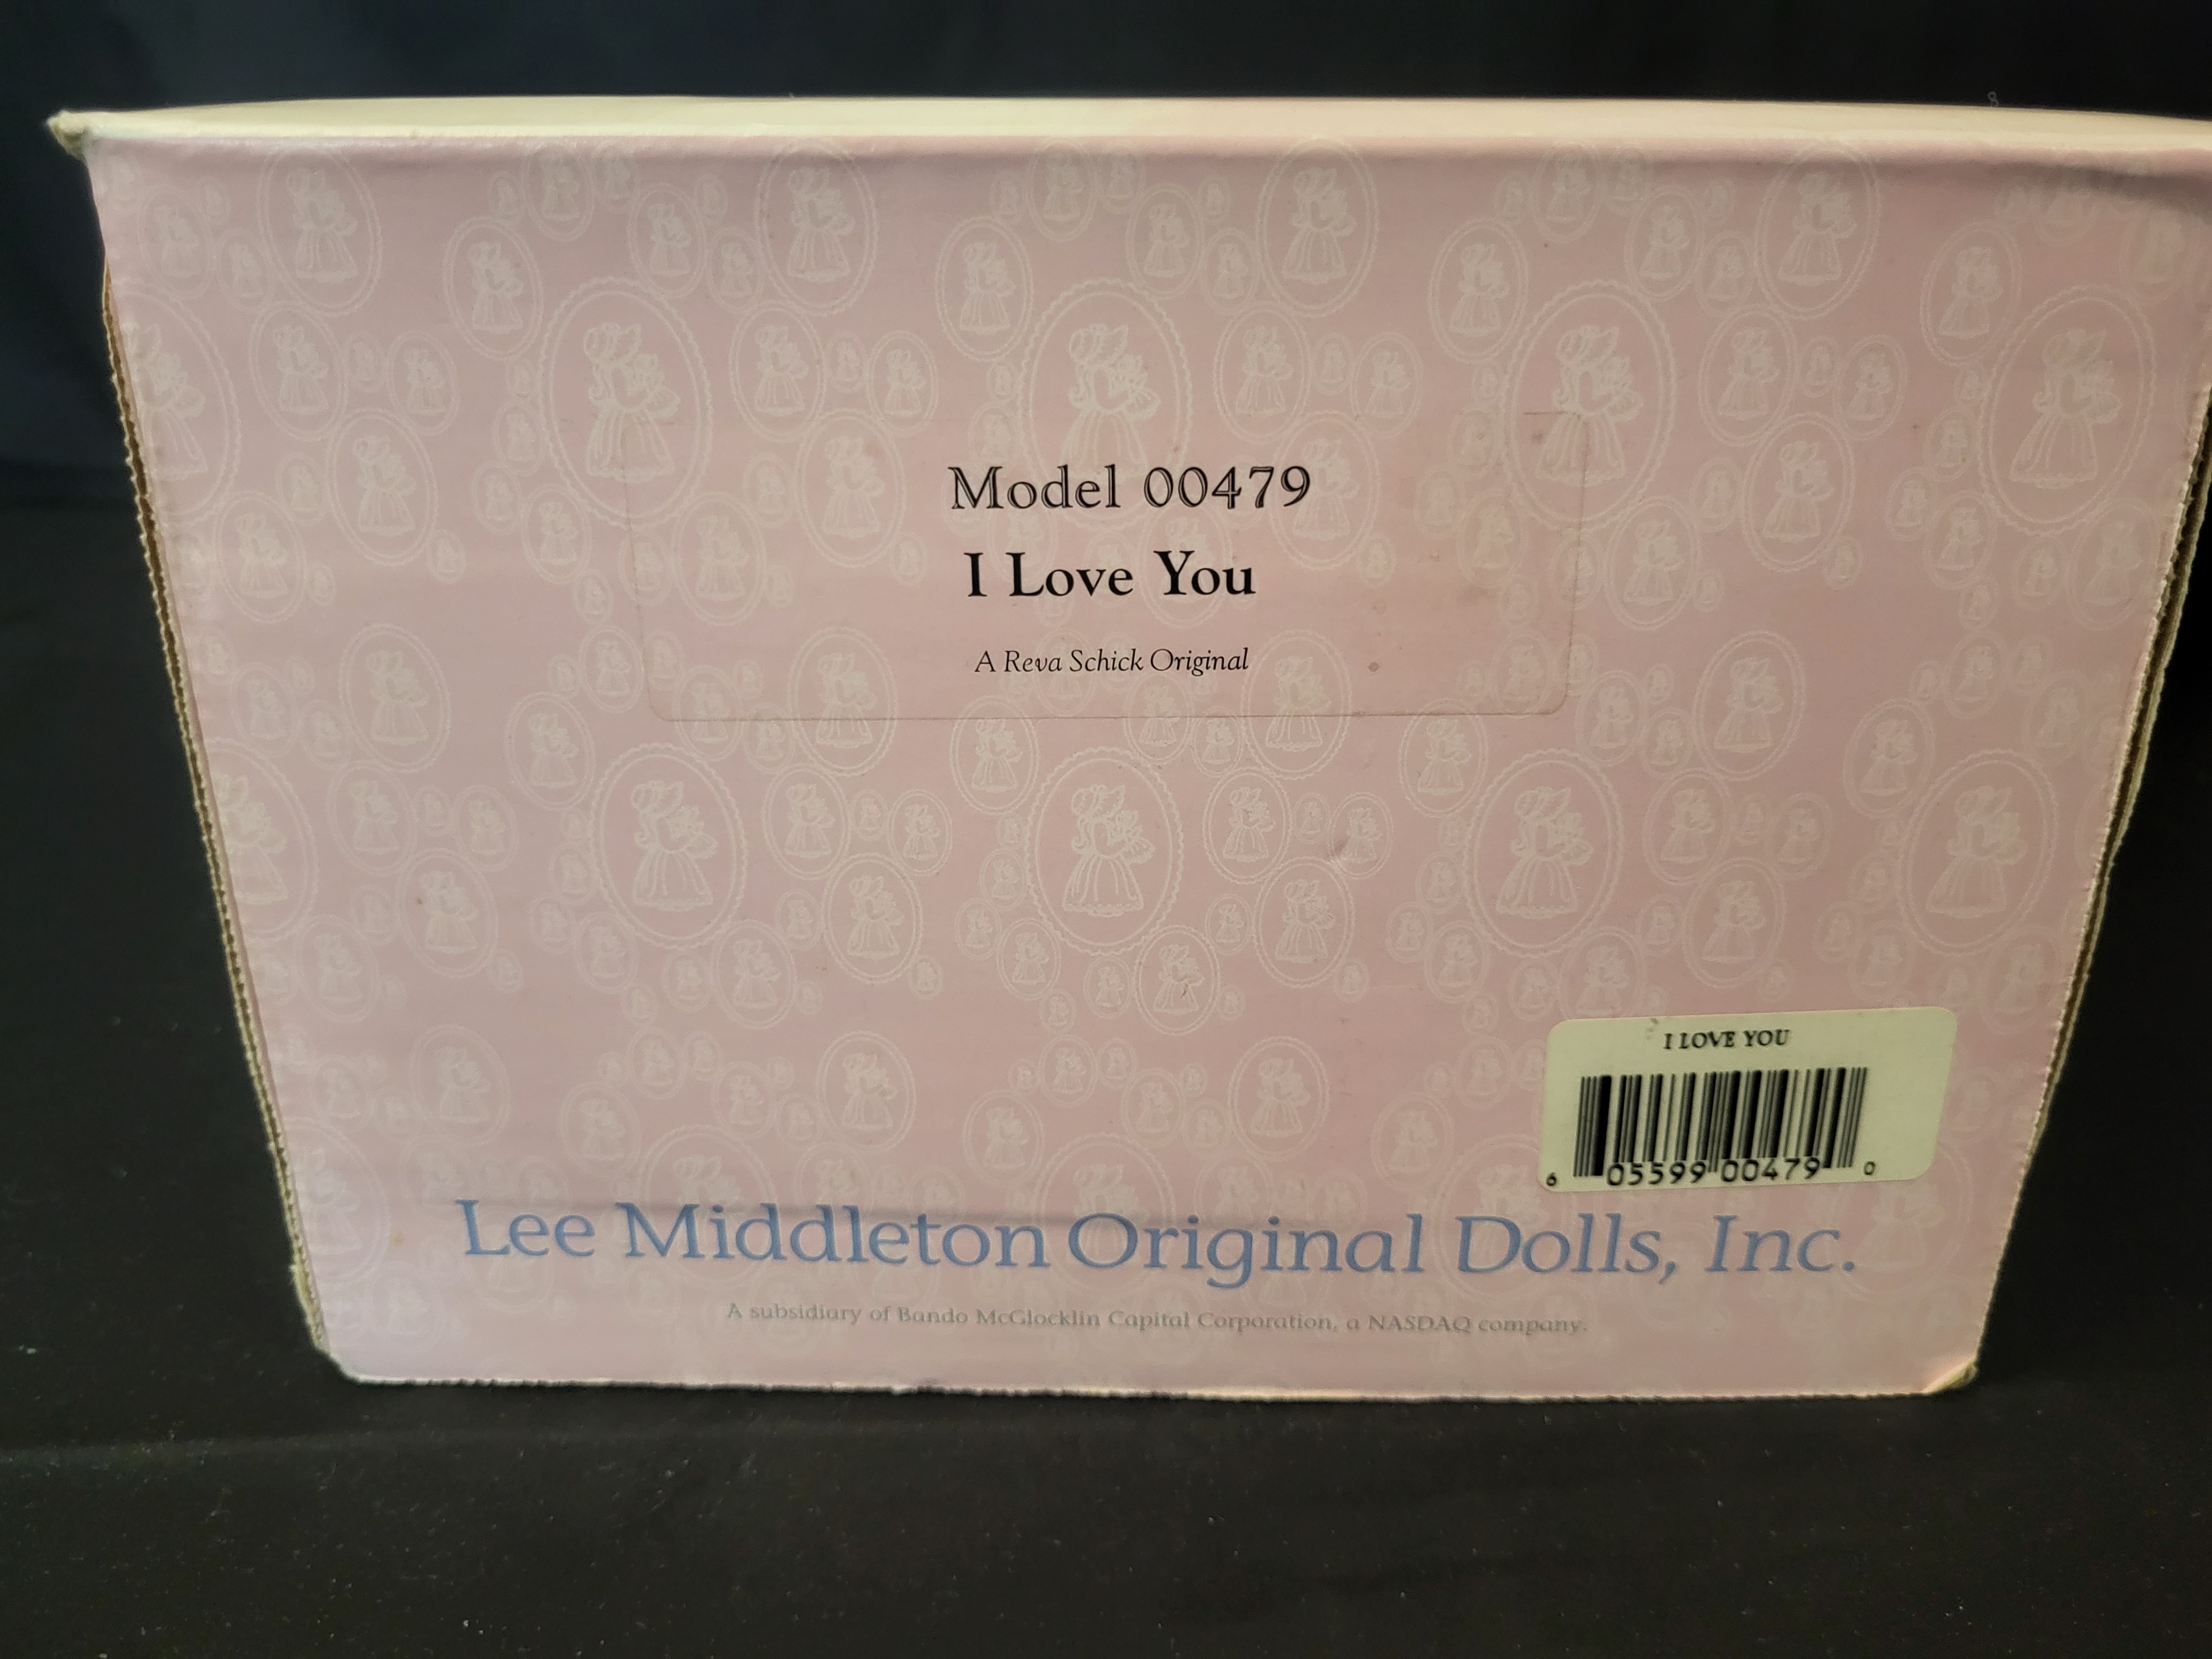 Model 00479
I Love You
A Reva Schick Original
I LOVE YOU
6 05599 00479 0
Lee Middleton Original Dolls, Inc.
A subsidiary of Bando McGlocklin Capital Corporation, a NASDAQ company.